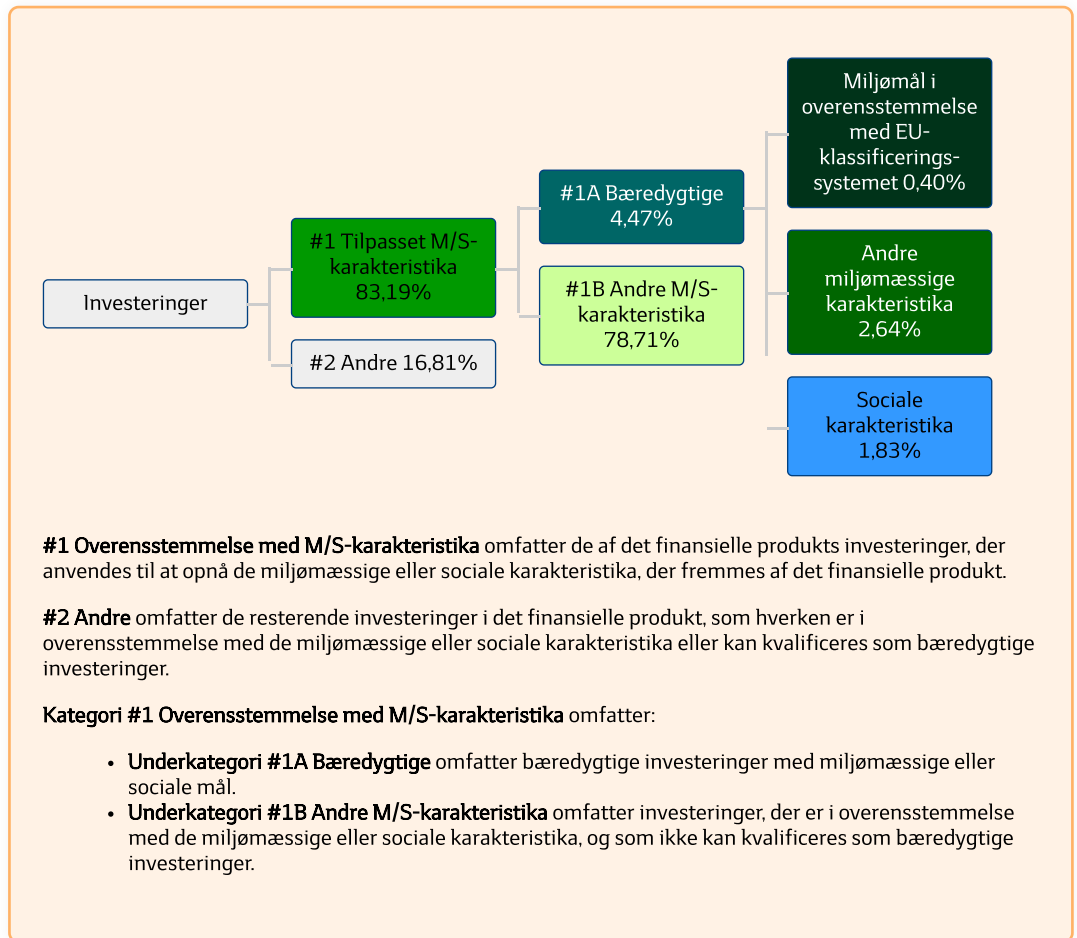 Investeringer
#1 Tilpasset M/S-
karakteristika
83,19%
#2 Andre 16,81%
#1A Bæredygtige
4,47%
#1B Andre M/S-
karakteristika
78,71%
Miljømål i
overensstemmelse
med EU-
klassificerings-
systemet 0,40%
Andre
miljømæssige
karakteristika
2,64%
Sociale
karakteristika
1,83%
#1 Overensstemmelse med M/S-karakteristika omfatter de af det finansielle produkts investeringer, der
anvendes til at opnå de miljømæssige eller sociale karakteristika, der fremmes af det finansielle produkt.
#2 Andre omfatter de resterende investeringer i det finansielle produkt, som hverken er i
overensstemmelse med de miljømæssige eller sociale karakteristika eller kan kvalificeres som bæredygtige
investeringer.
Kategori #1 Overensstemmelse med M/S-karakteristika omfatter:
• Underkategori #1A Bæredygtige omfatter bæredygtige investeringer med miljømæssige eller
sociale mål.
• Underkategori #1B Andre M/S-karakteristika omfatter investeringer, der er i overensstemmelse
med de miljømæssige eller sociale karakteristika, og som ikke kan kvalificeres som bæredygtige
investeringer.